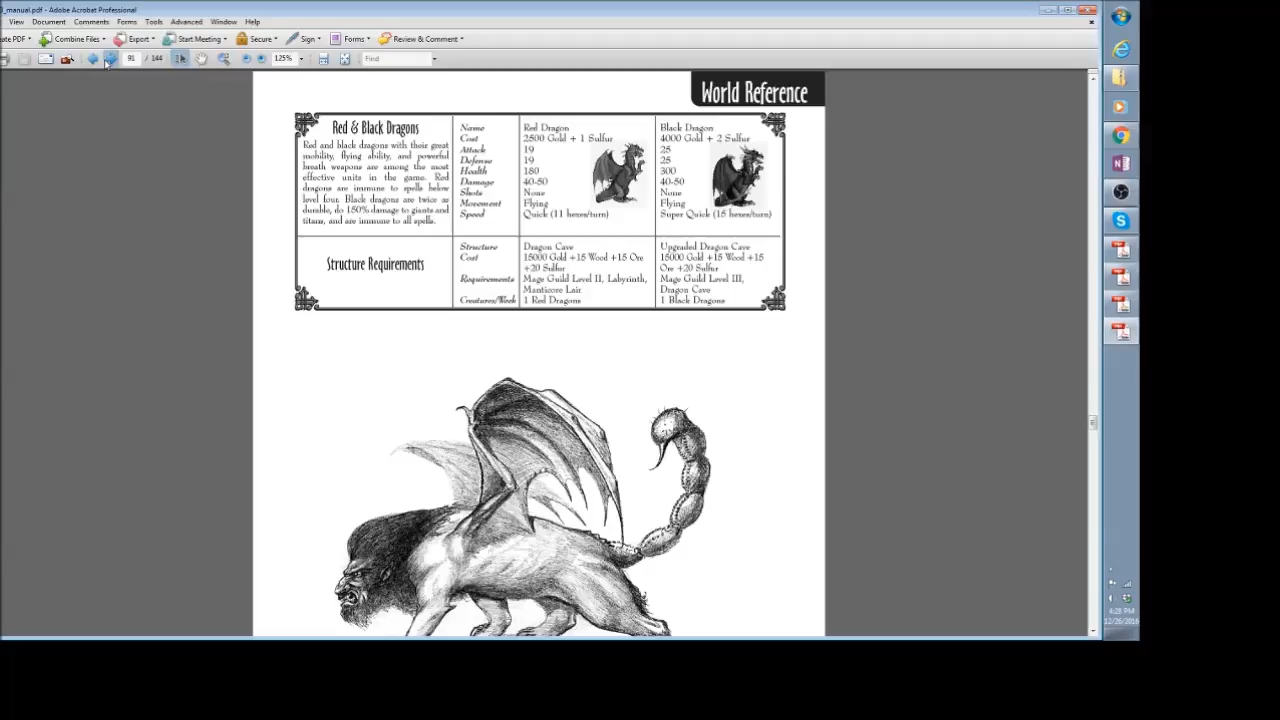 _manual.pdf - Adobe Acrobat Professional
View Document Comments Forms Tools Advanced Window Help
ate PDF Combine Files Export Start Meeting Secure Sign Forms Review & Comment
91 / 144 125% Find
World Reference
Red & Black Dragons
Red and black dragons with their great
mobility, flying ability, and powerful
breath weapons are among the most
effective units in the game. Red
dragons are immune to spells below
level four. Black dragons are twice as
durable, do 150% damage to giants and
titans, and are immune to all spells.
Name Red Dragon Black Dragon
Cost 2500 Gold + 1 Sulfur 4000 Gold + 2 Sulfur
Attack 19 25
Defense 19 25
Health 180 300
Damage 40-50 40-50
Shots None None
Movement Flying Flying
Speed Quick (11 hexes/turn) Super Quick (15 hexes/turn)
Structure Requirements
Structure Dragon Cave Upgraded Dragon Cave
Cost 15000 Gold +15 Wood +15 Ore 15000 Gold +15 Wood +15
+20 Sulfur Ore +20 Sulfur
Requirements Mage Guild Level II, Labyrinth, Mage Guild Level III,
Manticore Lair Dragon Cave
Creatures/Week 1 Red Dragons 1 Black Dragons
4:28 PM
12/26/2016